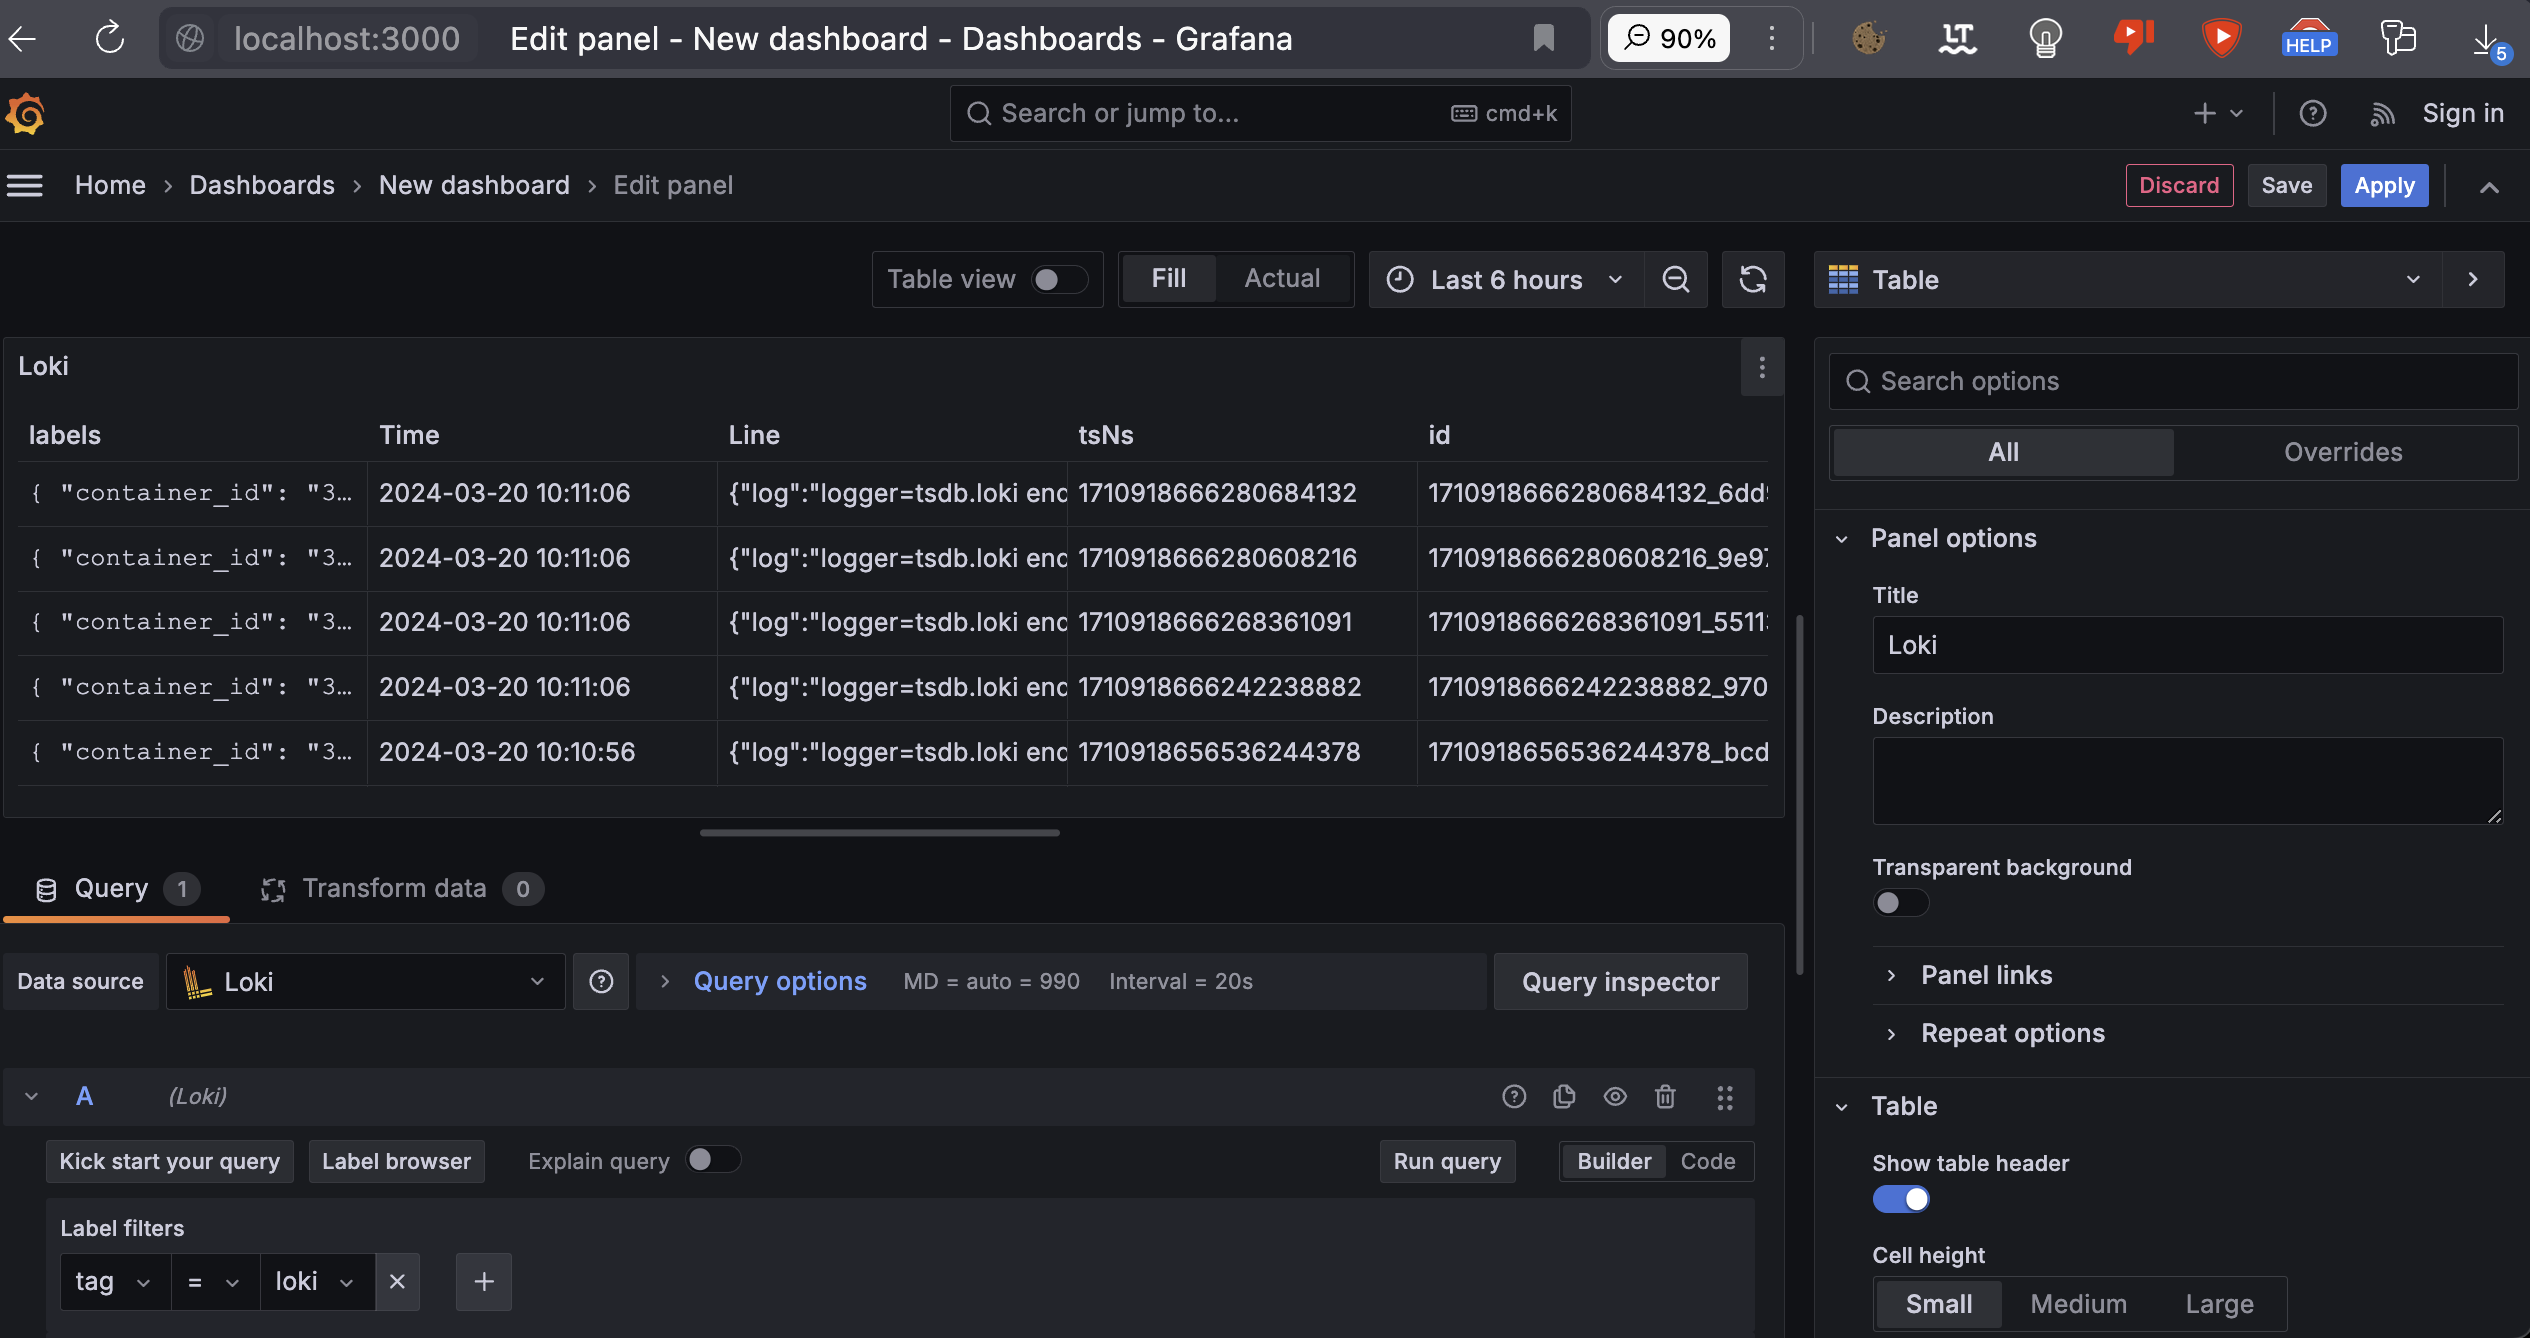 localhost:3000 Edit panel - New dashboard - Dashboards - Grafana 90% LT HELP 5
Search or jump to... cmd+k Sign in
Home › Dashboards › New dashboard › Edit panel Discard Save Apply
Table view Fill Actual Last 6 hours Table
Loki
Search options
labels Time Line tsNs id
All Overrides
{ "container_id": "3… 2024-03-20 10:11:06 {"log":"logger=tsdb.loki end 1710918666280684132 1710918666280684132_6dd9
{ "container_id": "3… 2024-03-20 10:11:06 {"log":"logger=tsdb.loki end 1710918666280608216 1710918666280608216_9e97
{ "container_id": "3… 2024-03-20 10:11:06 {"log":"logger=tsdb.loki end 1710918666268361091 1710918666268361091_5511
{ "container_id": "3… 2024-03-20 10:11:06 {"log":"logger=tsdb.loki end 1710918666242238882 1710918666242238882_970
{ "container_id": "3… 2024-03-20 10:10:56 {"log":"logger=tsdb.loki end 1710918656536244378 1710918656536244378_bcd
Panel options
Title
Loki
Description
Transparent background
Panel links
Repeat options
Table
Show table header
Cell height
Small Medium Large
Query 1 Transform data 0
Data source Loki Query options MD = auto = 990 Interval = 20s Query inspector
A (Loki)
Kick start your query Label browser Explain query Run query Builder Code
Label filters
tag = loki